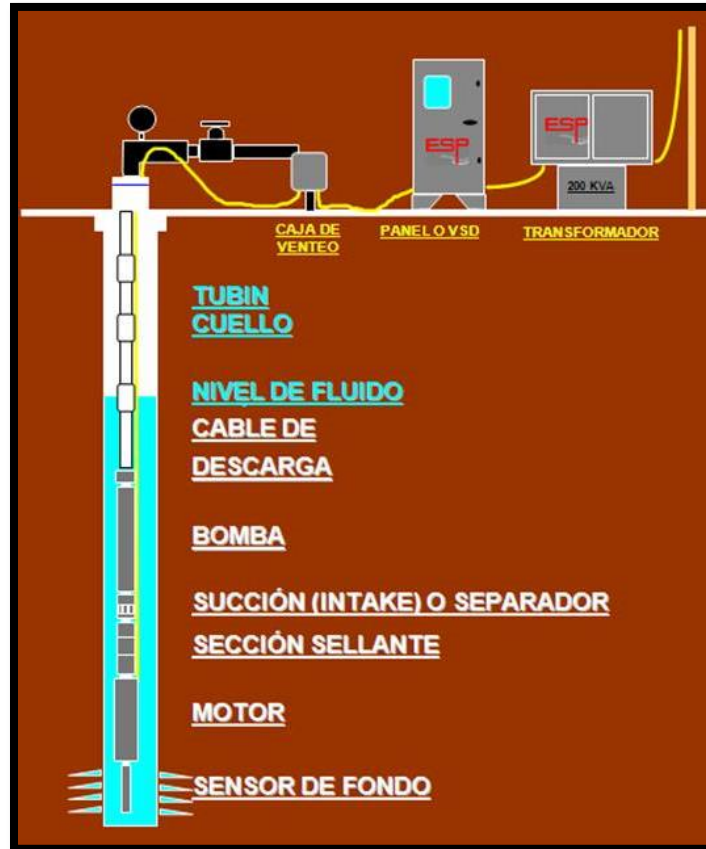 ESP
ESP
200 KVA
CAJA DE
VENTEO
PANEL O VSD
TRANSFORMADOR
TUBIN
CUELLO
NIVEL DE FLUIDO
CABLE DE
DESCARGA
BOMBA
SUCCIÓN (INTAKE) O SEPARADOR
SECCIÓN SELLANTE
MOTOR
SENSOR DE FONDO